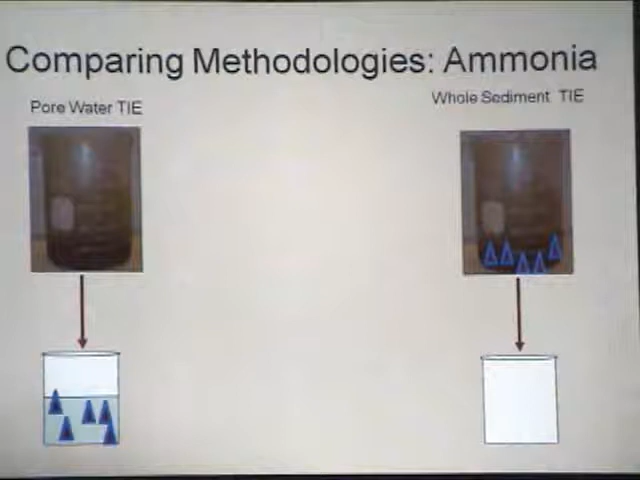 Comparing Methodologies: Ammonia
Pore Water TIE
Whole Sediment TIE